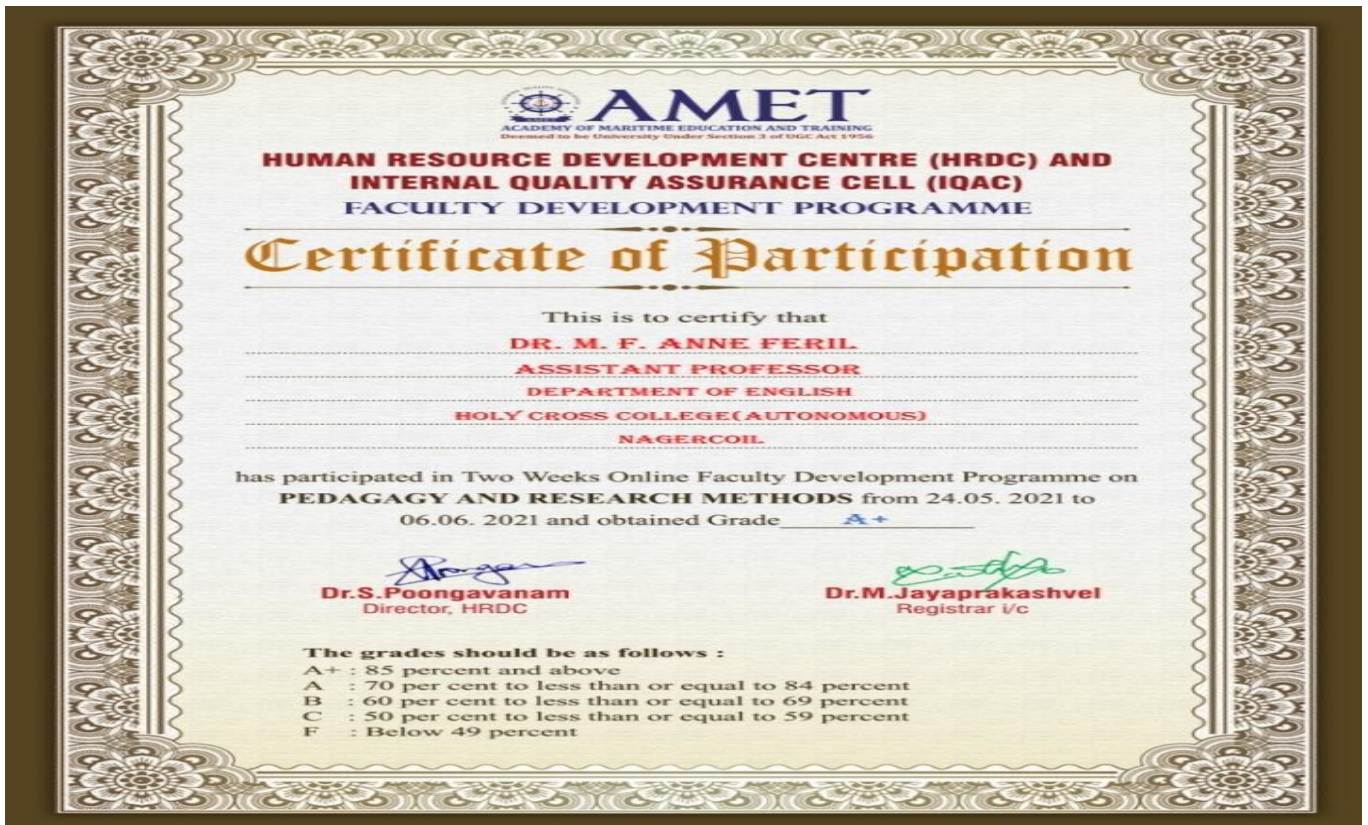 AMET
ACADEMY OF MARITIME EDUCATION AND TRAINING
Deemed to be University Under Section 3 of UGC Act 1956
HUMAN RESOURCE DEVELOPMENT CENTRE (HRDC) AND
INTERNAL QUALITY ASSURANCE CELL (IQAC)
FACULTY DEVELOPMENT PROGRAMME
Certificate of Participation
This is to certify that
DR. M. F. ANNE FERIL
ASSISTANT PROFESSOR
DEPARTMENT OF ENGLISH
HOLY CROSS COLLEGE(AUTONOMOUS)
NAGERCOIL
has participated in Two Weeks Online Faculty Development Programme on
PEDAGAGY AND RESEARCH METHODS from 24.05. 2021 to
06.06. 2021 and obtained Grade A+
Dr.S.Poongavanam
Director, HRDC
Dr.M.Jayaprakashvel
Registrar i/c
The grades should be as follows :
A+ : 85 percent and above
A : 70 per cent to less than or equal to 84 percent
B : 60 per cent to less than or equal to 69 percent
C : 50 per cent to less than or equal to 59 percent
F : Below 49 percent